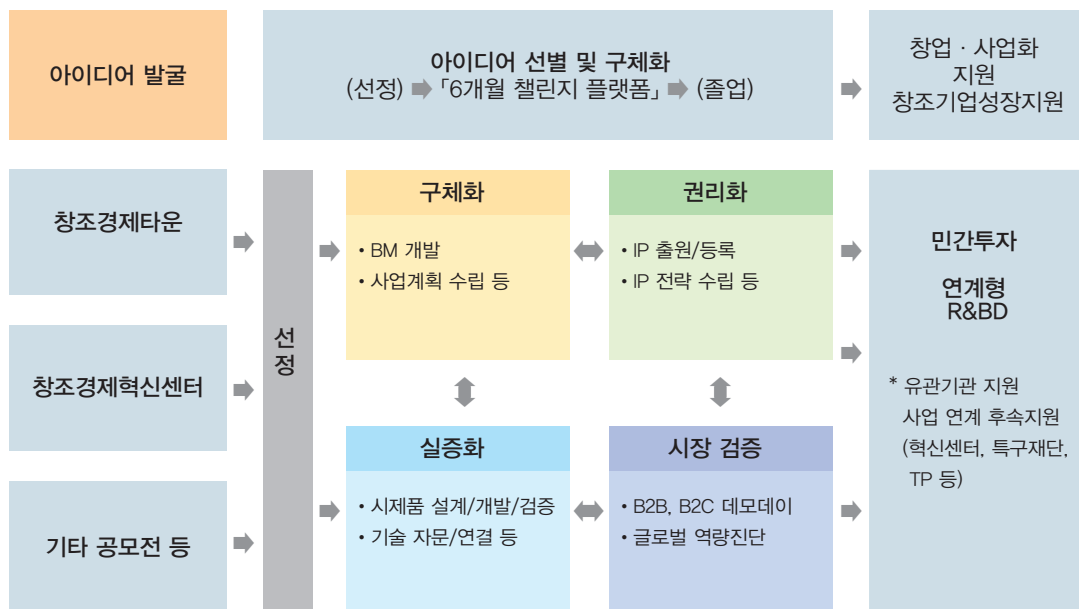 아이디어 발굴
아이디어 선별 및 구체화
(선정) ➡ 「6개월 챌린지 플랫폼」 ➡ (졸업)
창업 · 사업화
지원
창조기업성장지원
창조경제타운
창조경제혁신센터
기타 공모전 등
선
정
구체화
• BM 개발
• 사업계획 수립 등
권리화
• IP 출원/등록
• IP 전략 수립 등
실증화
• 시제품 설계/개발/검증
• 기술 자문/연결 등
시장 검증
• B2B, B2C 데모데이
• 글로벌 역량진단
민간투자
연계형
R&BD
* 유관기관 지원
사업 연계 후속지원
(혁신센터, 특구재단,
TP 등)